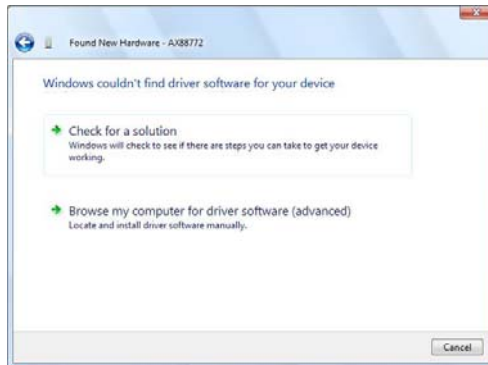 Found New Hardware - AX88772
Windows couldn't find driver software for your device
Check for a solution
Windows will check to see if there are steps you can take to get your device
working.
Browse my computer for driver software (advanced)
Locate and install driver software manually.
Cancel